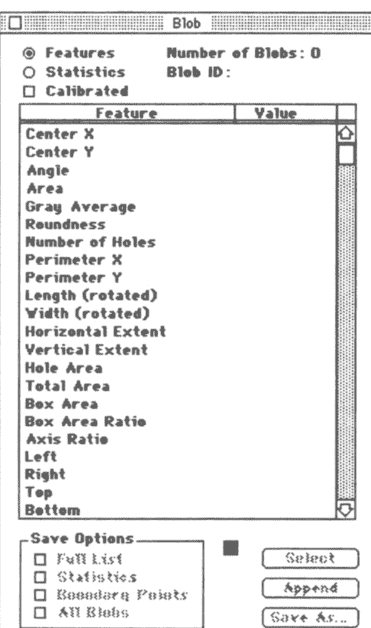 Blob
Features Number of Blobs: 0
Statistics Blob ID:
Calibrated
Feature Value
Center X
Center Y
Angle
Area
Gray Average
Roundness
Number of Holes
Perimeter X
Perimeter Y
Length (rotated)
Width (rotated)
Horizontal Extent
Vertical Extent
Hole Area
Total Area
Box Area
Box Area Ratio
Axis Ratio
Left
Right
Top
Bottom
Save Options
Full List
Statistics
Boundary Points
All Blobs
Select
Append
Save As...